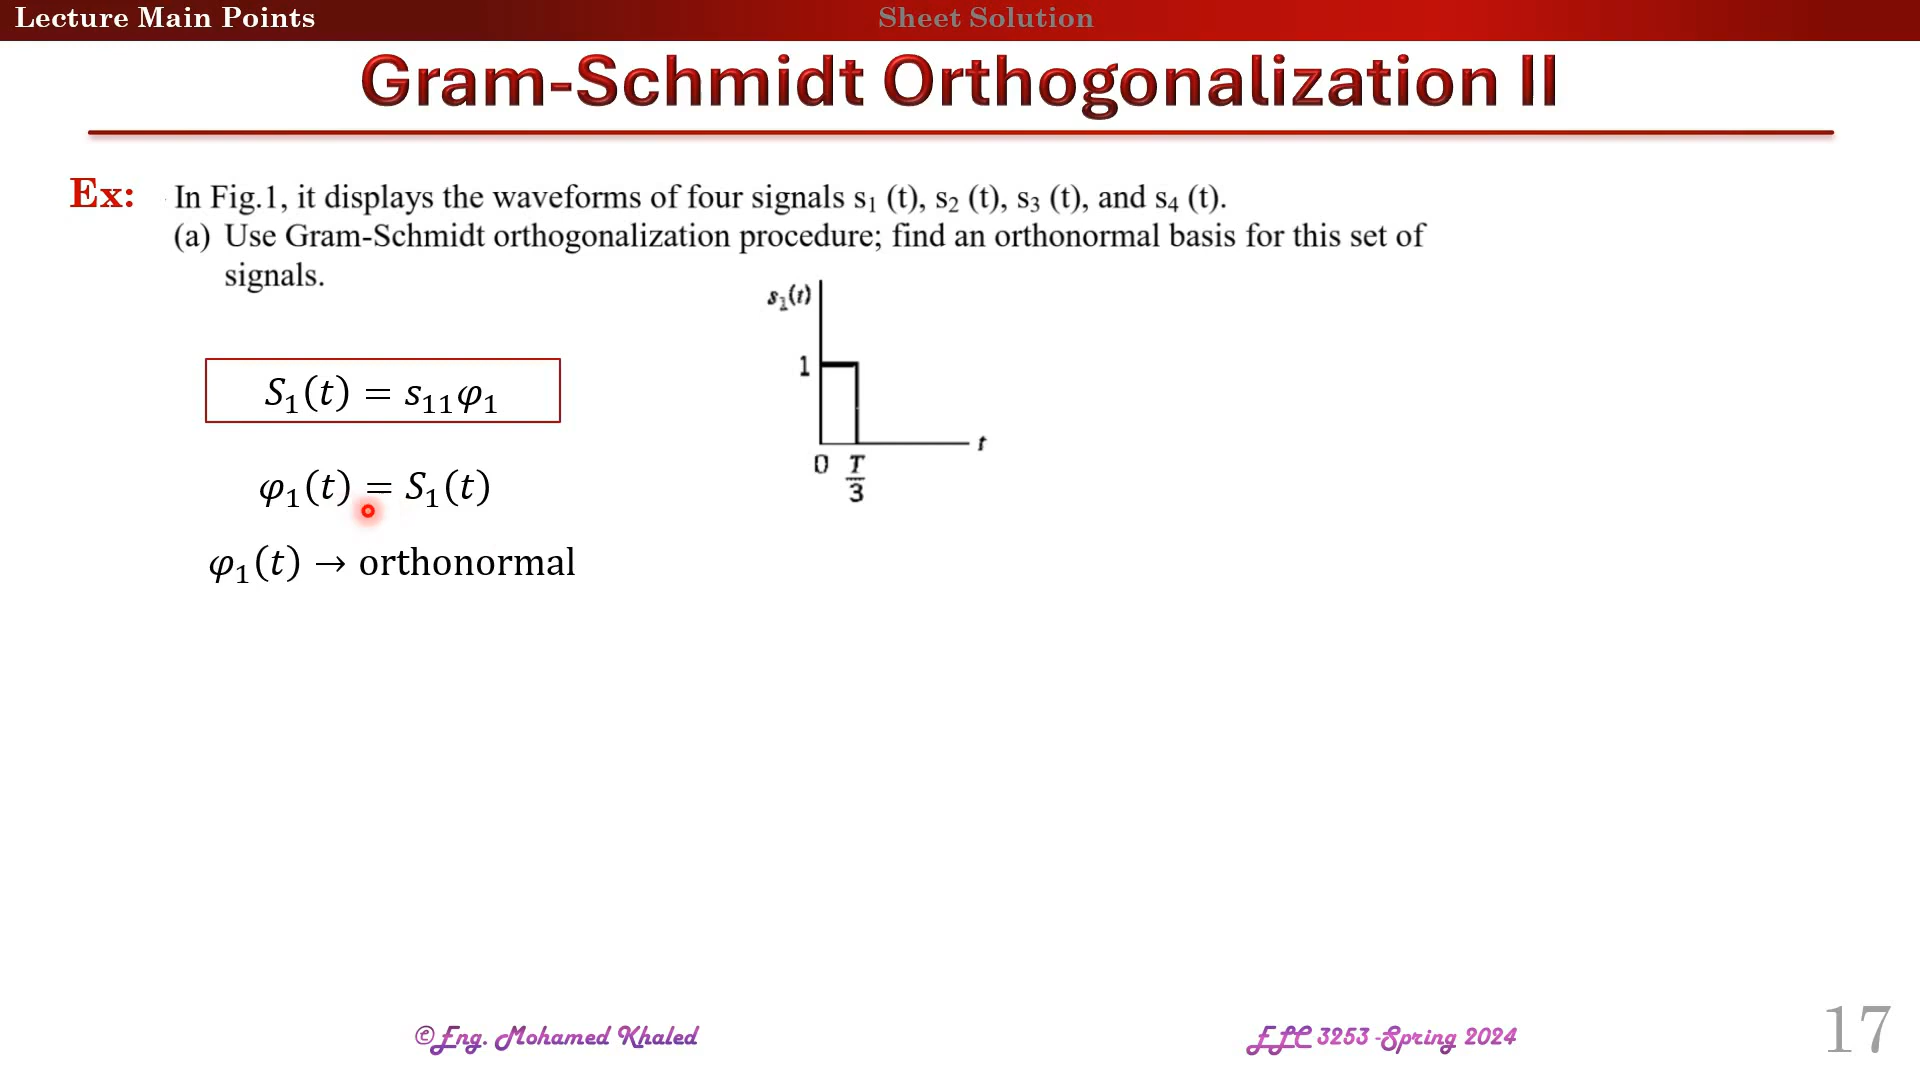 Lecture Main Points
Sheet Solution
Gram-Schmidt Orthogonalization II
Ex: In Fig.1, it displays the waveforms of four signals s₁ (t), s₂ (t), s₃ (t), and s₄ (t).
(a) Use Gram-Schmidt orthogonalization procedure; find an orthonormal basis for this set of
signals.
s₁(t)
1
0 T/3
t
S₁(t) = s₁₁φ₁
φ₁(t) = S₁(t)
φ₁(t) → orthonormal
©Eng. Mohamed Khaled
ELC 3253 -Spring 2024
17